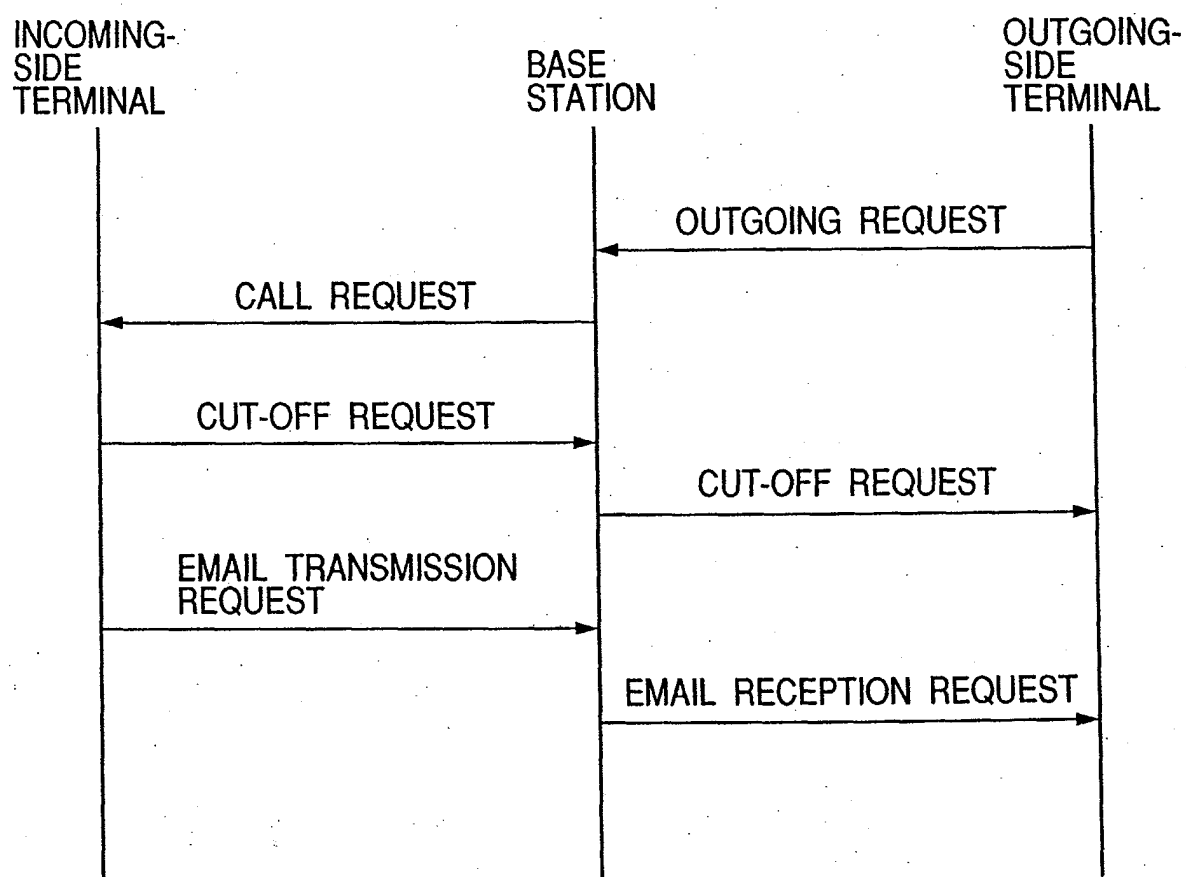 INCOMING-
SIDE
TERMINAL
BASE
STATION
OUTGOING-
SIDE
TERMINAL
OUTGOING REQUEST
CALL REQUEST
CUT-OFF REQUEST
CUT-OFF REQUEST
EMAIL TRANSMISSION
REQUEST
EMAIL RECEPTION REQUEST